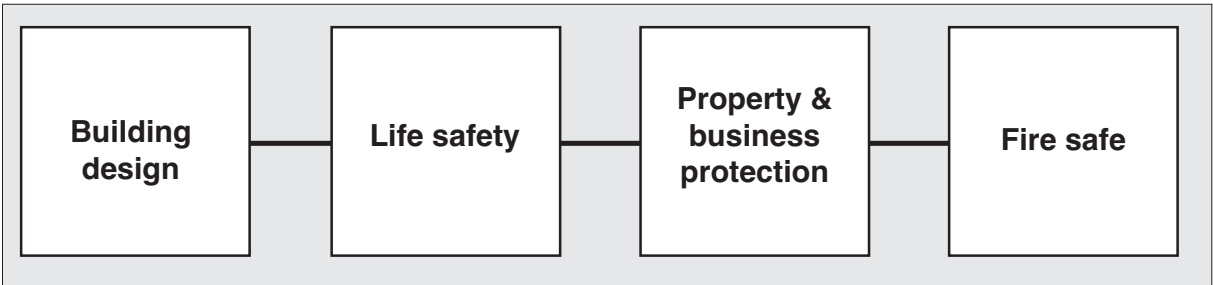 Building
design
Life safety
Property &
business
protection
Fire safe